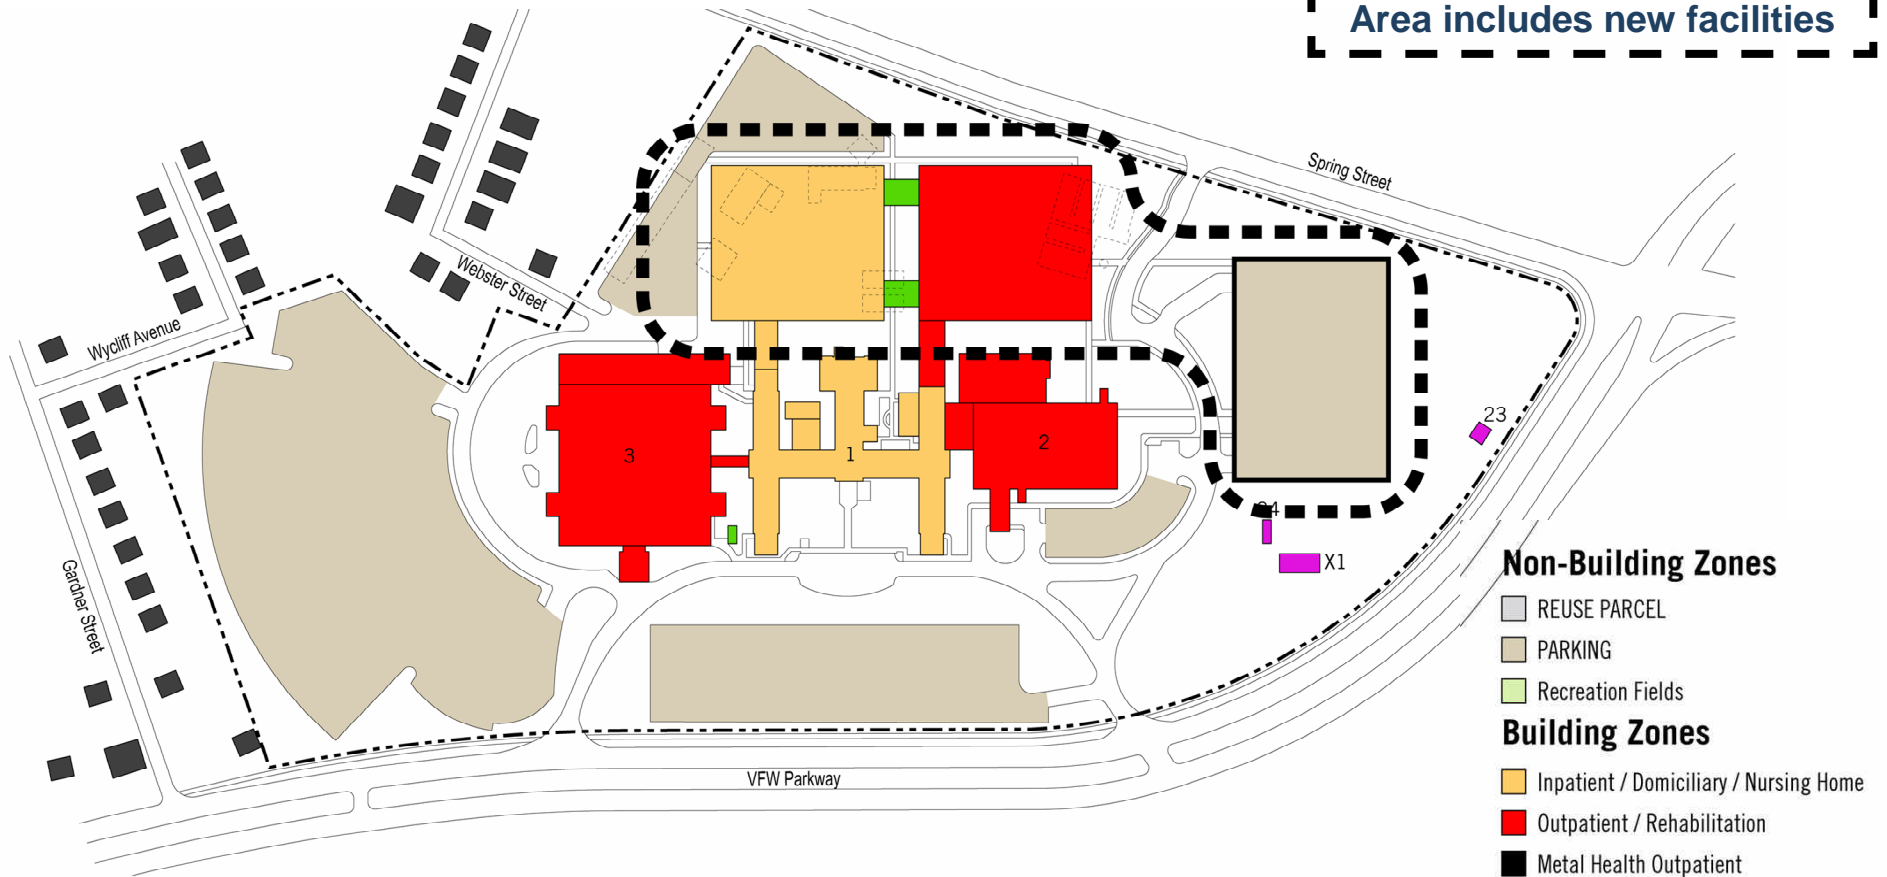 Area includes new facilities
Spring Street
Webster Street
Wycliff Avenue
Gardner Street
VFW Parkway
3
1
2
23
X1
Non-Building Zones
REUSE PARCEL
PARKING
Recreation Fields
Building Zones
Inpatient / Domiciliary / Nursing Home
Outpatient / Rehabilitation
Metal Health Outpatient